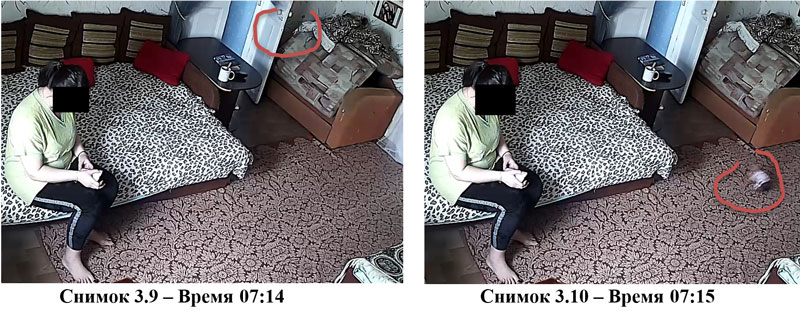 Снимок 3.9 – Время 07:14
Снимок 3.10 – Время 07:15